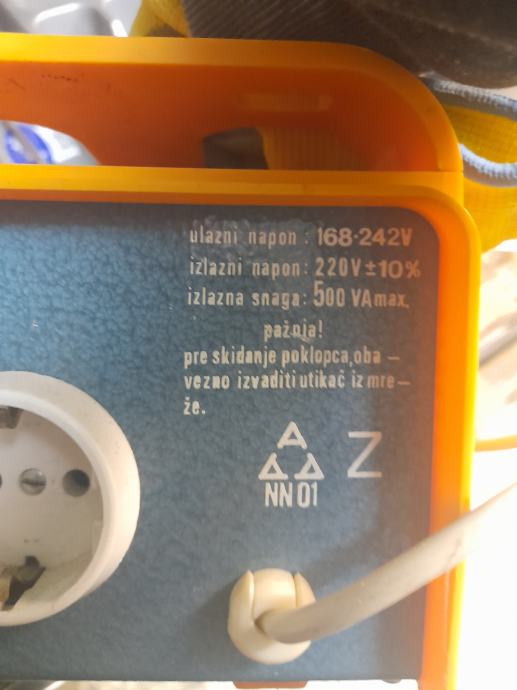 ulazni napon: 168-242V
izlazni napon: 220V±10%
izlazna snaga: 500 VAmax.
pažnja!
pre skidanje poklopca,oba-
vezno izvaditi utikač iz mre-
že.
Z
NN 01